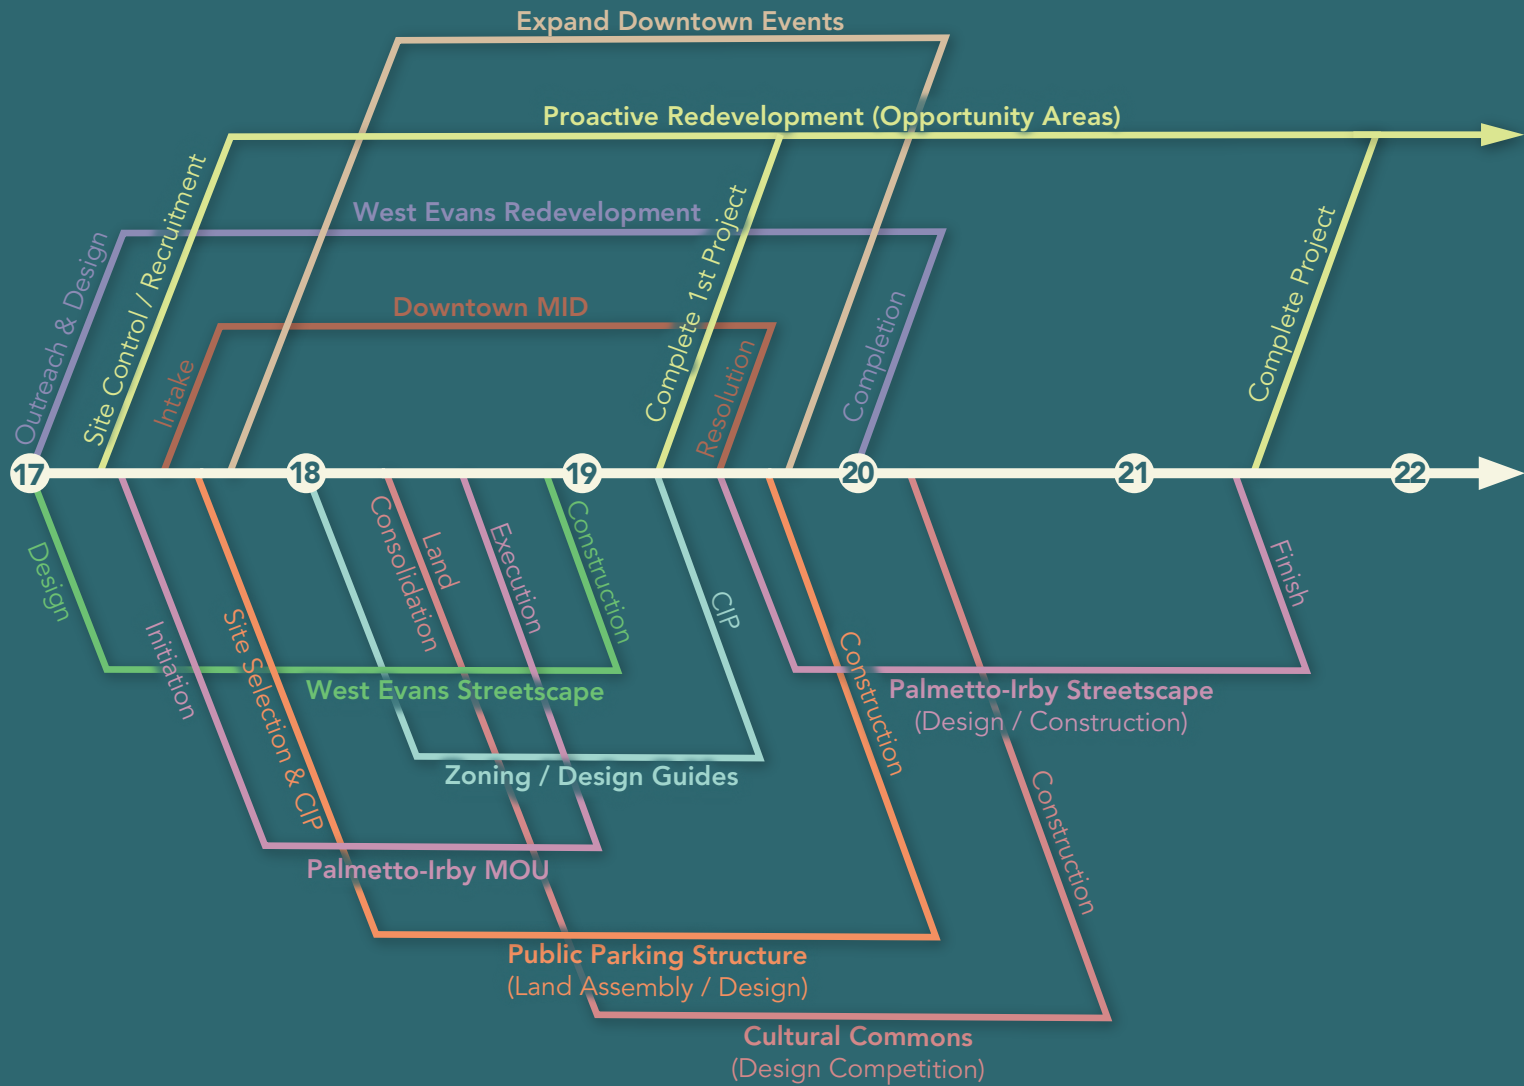 Expand Downtown Events
Proactive Redevelopment (Opportunity Areas)
West Evans Redevelopment
Downtown MID
Outreach & Design
Site Control / Recruitment
Intake
Complete 1st Project
Resolution
Completion
Complete Project
17
18
19
20
21
22
Design
Initiation
Site Selection & CIP
Land
Consolidation
Execution
Construction
CIP
Construction
Construction
Finish
West Evans Streetscape
Palmetto-Irby Streetscape
(Design / Construction)
Zoning / Design Guides
Palmetto-Irby MOU
Public Parking Structure
(Land Assembly / Design)
Cultural Commons
(Design Competition)